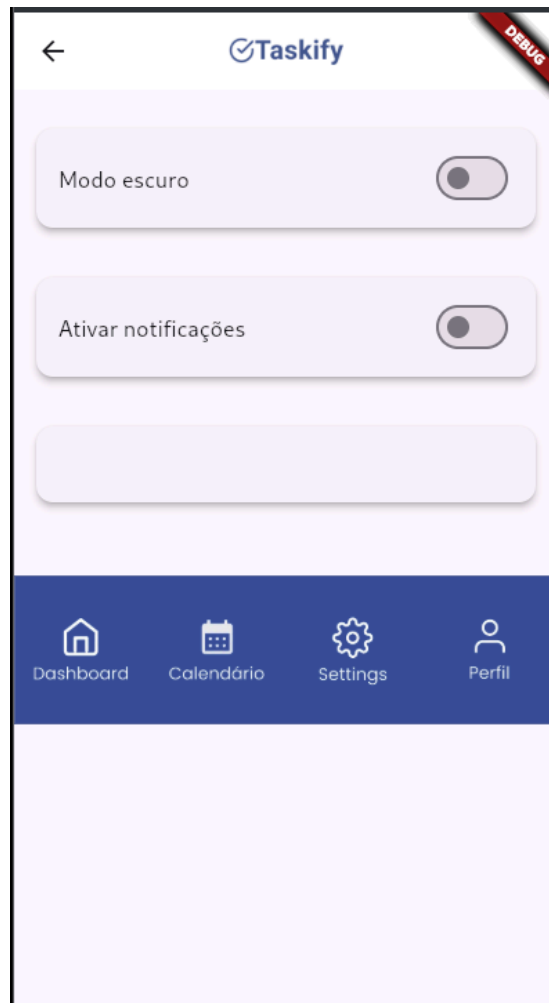 Taskify
DEBUG
Modo escuro
Ativar notificações
Dashboard
Calendário
Settings
Perfil